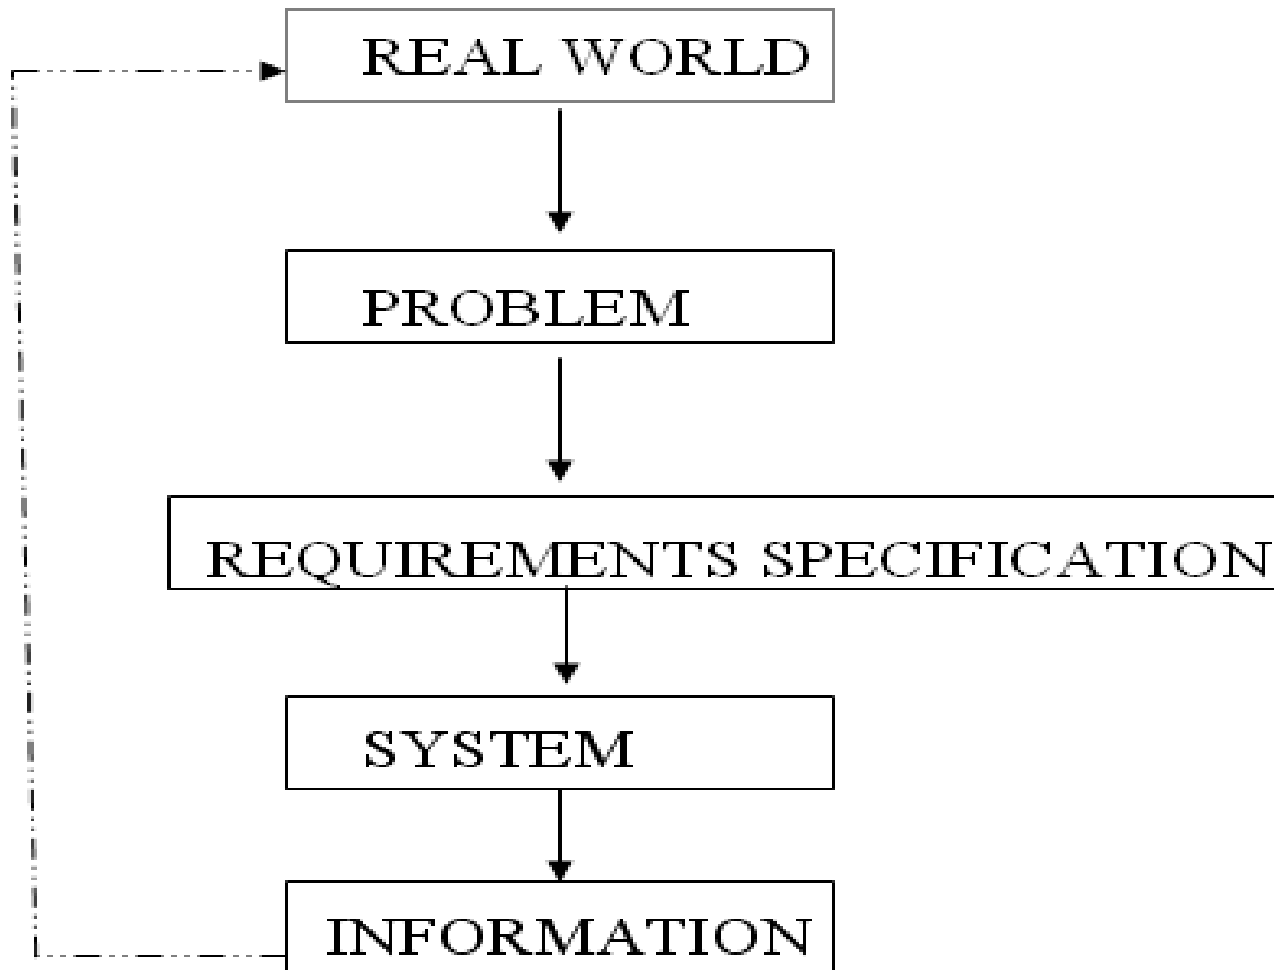 REAL WORLD
PROBLEM
REQUIREMENTS SPECIFICATION
SYSTEM
INFORMATION